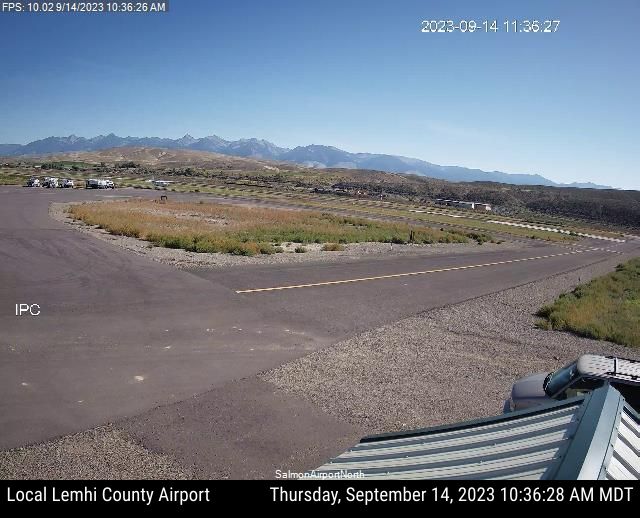 FPS: 10.02 9/14/2023 10:36:26 AM
2023-09-14 11:36:27
IPC
SalmonAirportNorth
Local Lemhi County Airport Thursday, September 14, 2023 10:36:28 AM MDT